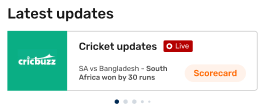 Latest updates
cricbuzz
Cricket updates
Live
SA vs Bangladesh - South
Africa won by 30 runs
Scorecard